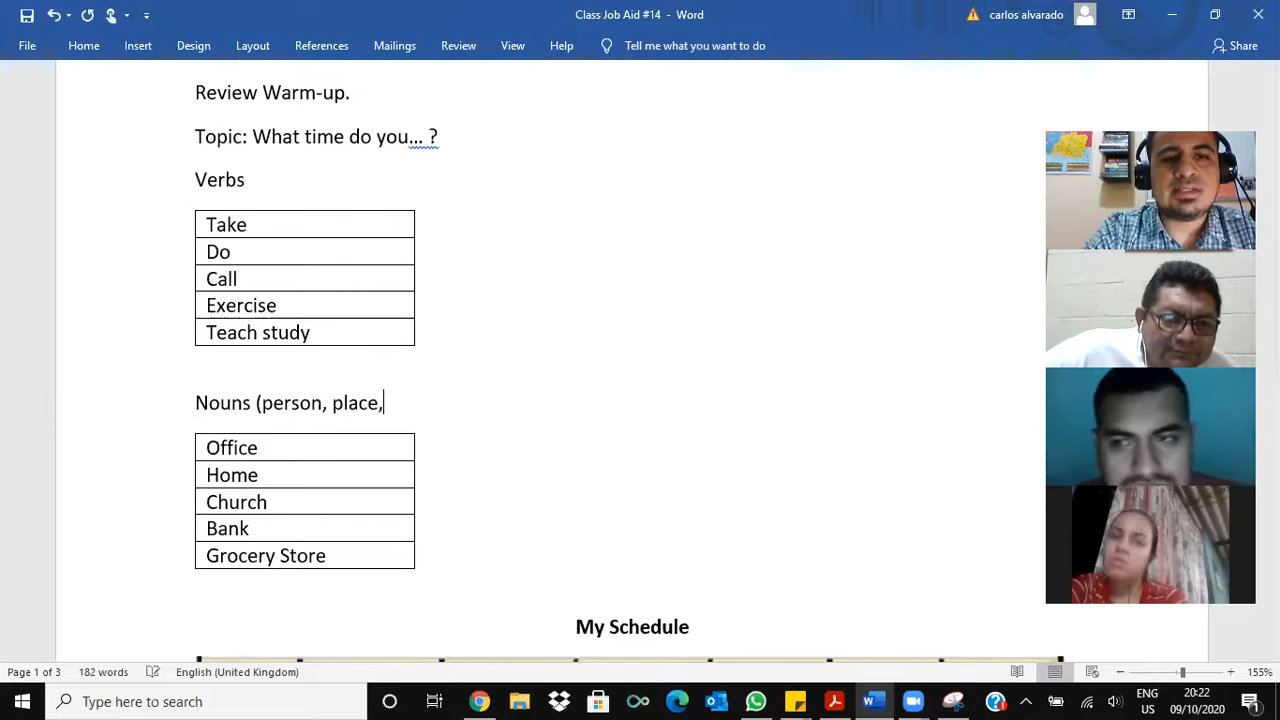 Class Job Aid #14 - Word
carlos alvarado
File Home Insert Design Layout References Mailings Review View Help Tell me what you want to do Share
Review Warm-up.
Topic: What time do you... ?
Verbs
Take
Do
Call
Exercise
Teach study
Nouns (person, place,
Office
Home
Church
Bank
Grocery Store
My Schedule
Page 1 of 3 182 words English (United Kingdom) 155%
Type here to search
ENG
US
20:22
09/10/2020
1